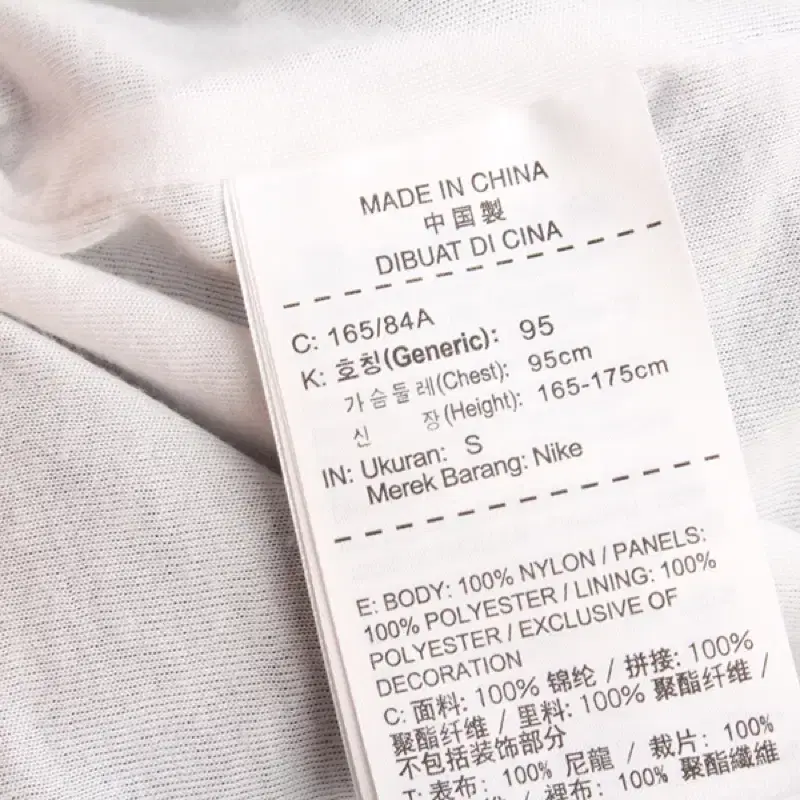 MADE IN CHINA
中国製
DIBUAT DI CINA
C: 165/84A
K: 호칭(Generic): 95
가슴둘레(Chest): 95cm
신 장(Height): 165-175cm
IN: Ukuran: S
Merek Barang: Nike
E: BODY: 100% NYLON / PANELS:
100% POLYESTER / LINING: 100%
POLYESTER / EXCLUSIVE OF
DECORATION
C: 面料: 100% 锦纶 / 拼接: 100%
聚酯纤维 / 里料: 100% 聚酯纤维 /
不包括装饰部分
T: 表布: 100% 尼龍 / 裁片: 100%
聚酯纖維 / 裡布: 100% 聚酯纖維